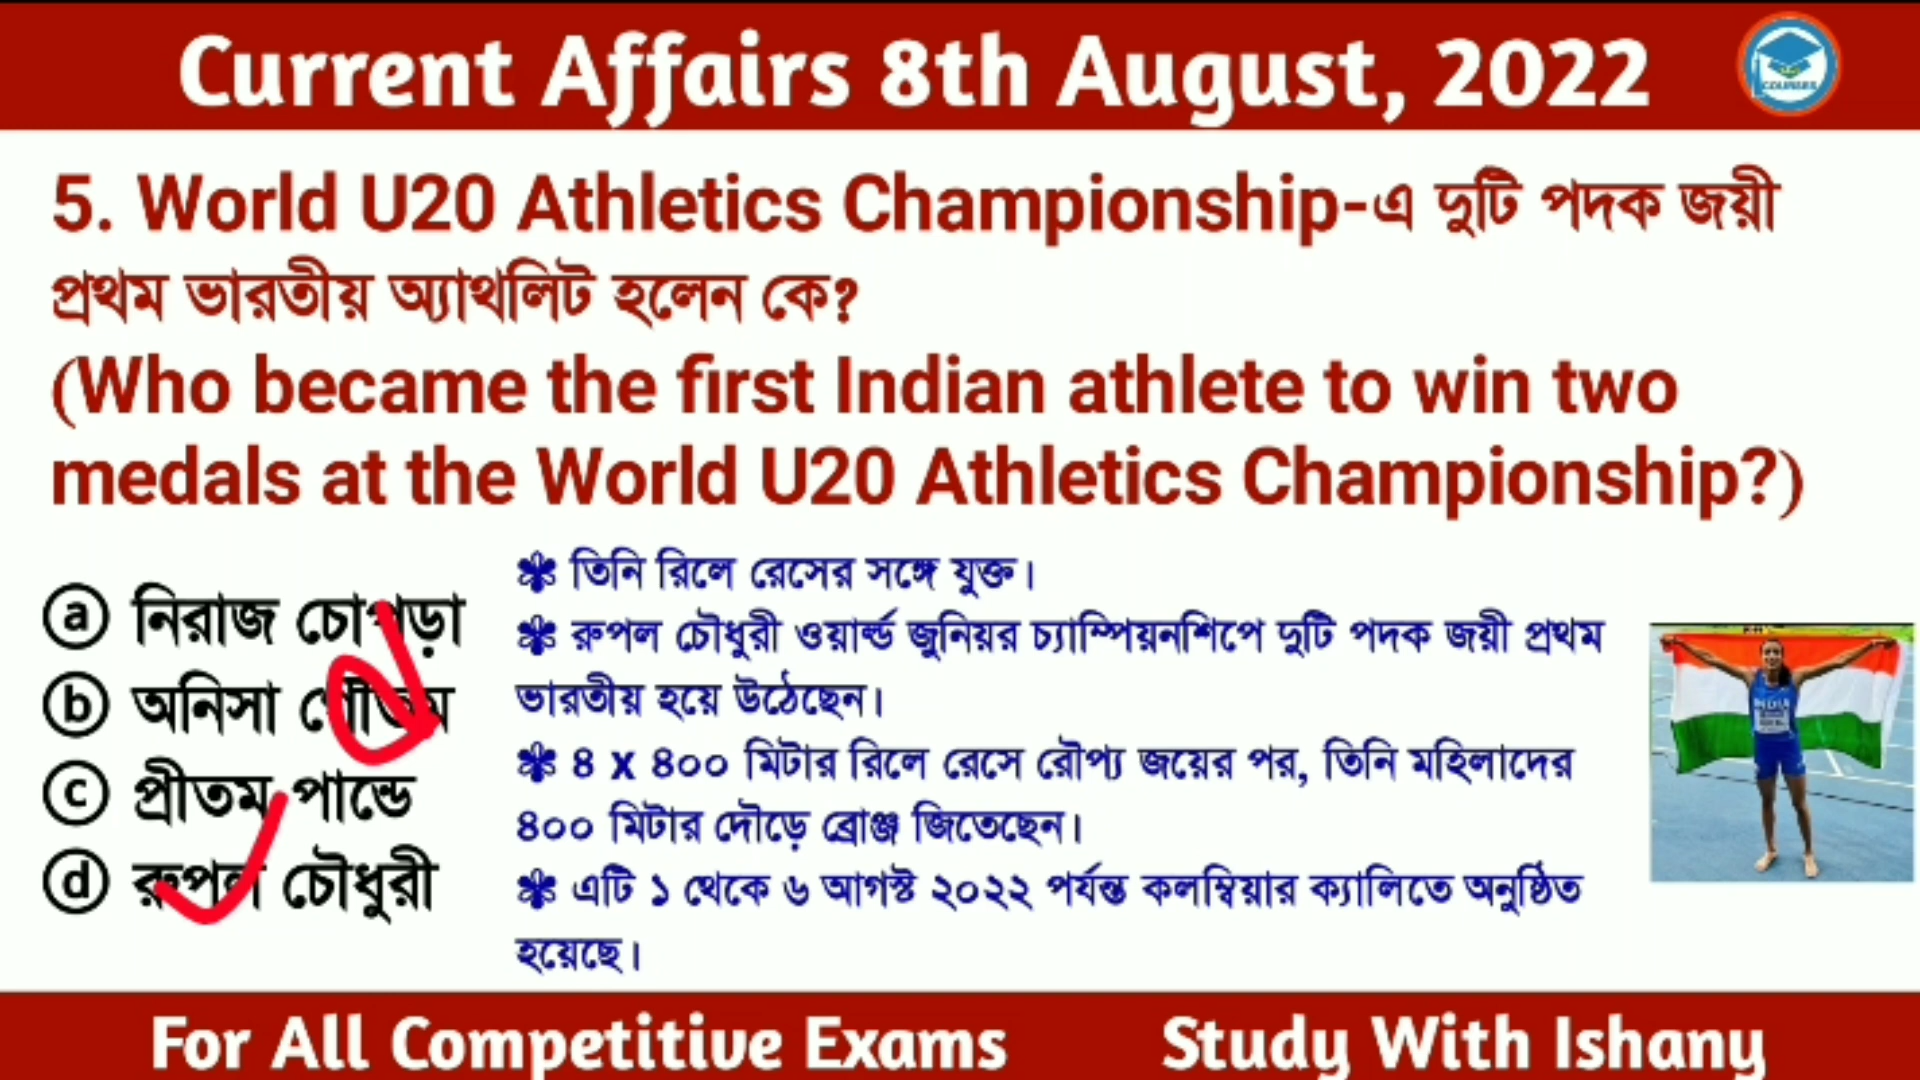 Current Affairs 8th August, 2022
COURSES
5. World U20 Athletics Championship-এ দুটি পদক জয়ী
প্রথম ভারতীয় অ্যাথলিট হলেন কে?
(Who became the first Indian athlete to win two
medals at the World U20 Athletics Championship?)
ⓐ নিরাজ চোপড়া
ⓑ অনিসা গৌতম
ⓒ প্রীতম পান্ডে
ⓓ রুপল চৌধুরী
✽ তিনি রিলে রেসের সঙ্গে যুক্ত।
✽ রুপল চৌধুরী ওয়ার্ল্ড জুনিয়র চ্যাম্পিয়নশিপে দুটি পদক জয়ী প্রথম
ভারতীয় হয়ে উঠেছেন।
✽ ৪ x ৪০০ মিটার রিলে রেসে রৌপ্য জয়ের পর, তিনি মহিলাদের
৪০০ মিটার দৌড়ে ব্রোঞ্জ জিতেছেন।
✽ এটি ১ থেকে ৬ আগস্ট ২০২২ পর্যন্ত কলম্বিয়ার ক্যালিতে অনুষ্ঠিত
হয়েছে।
INDIA
For All Competitive Exams
Study With Ishany